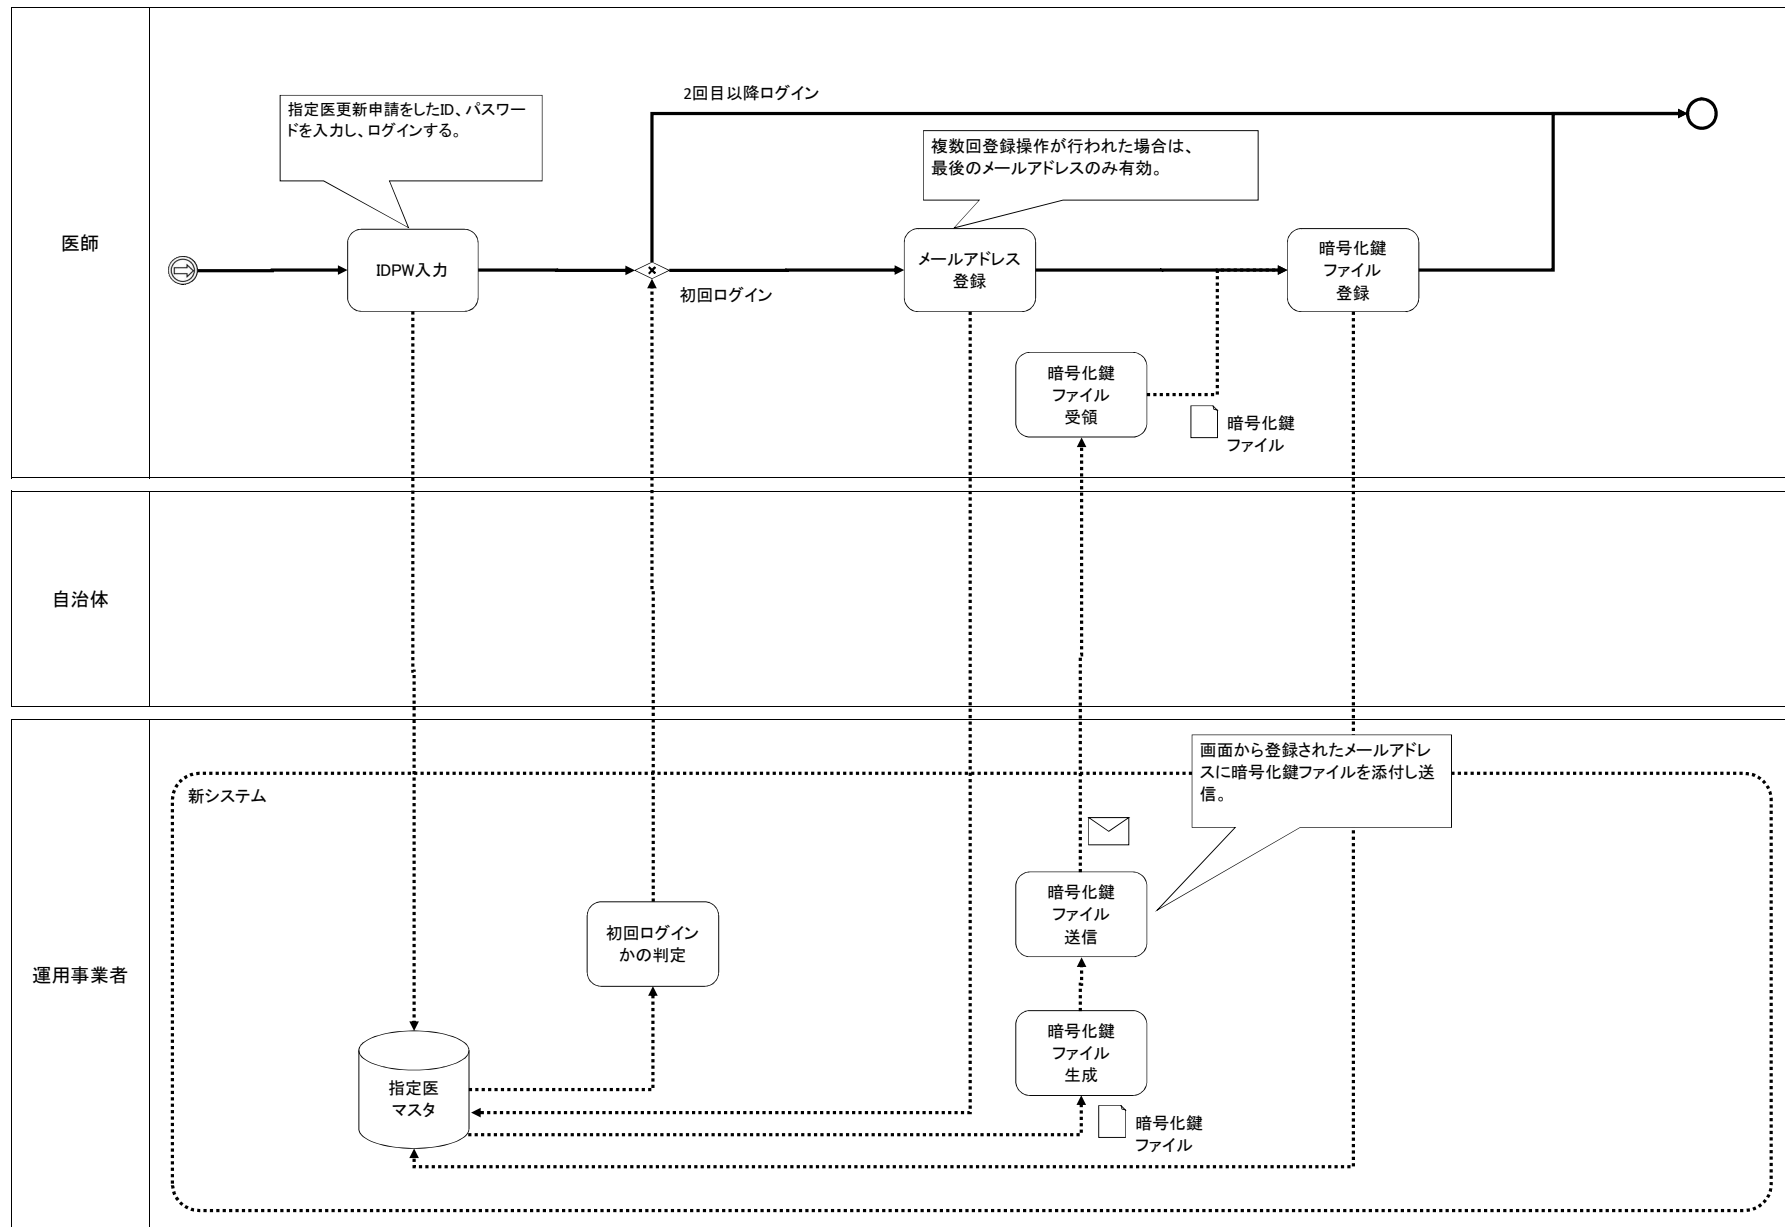 医師
2回目以降ログイン
指定医更新申請をしたID、パスワー
ドを入力し、ログインする。
複数回登録操作が行われた場合は、
最後のメールアドレスのみ有効。
IDPW入力
初回ログイン
メールアドレス
登録
暗号化鍵
ファイル
登録
暗号化鍵
ファイル
受領
暗号化鍵
ファイル
自治体
運用事業者
新システム
画面から登録されたメールアドレ
スに暗号化鍵ファイルを添付し送
信。
初回ログイン
かの判定
暗号化鍵
ファイル
送信
暗号化鍵
ファイル
生成
指定医
マスタ
暗号化鍵
ファイル